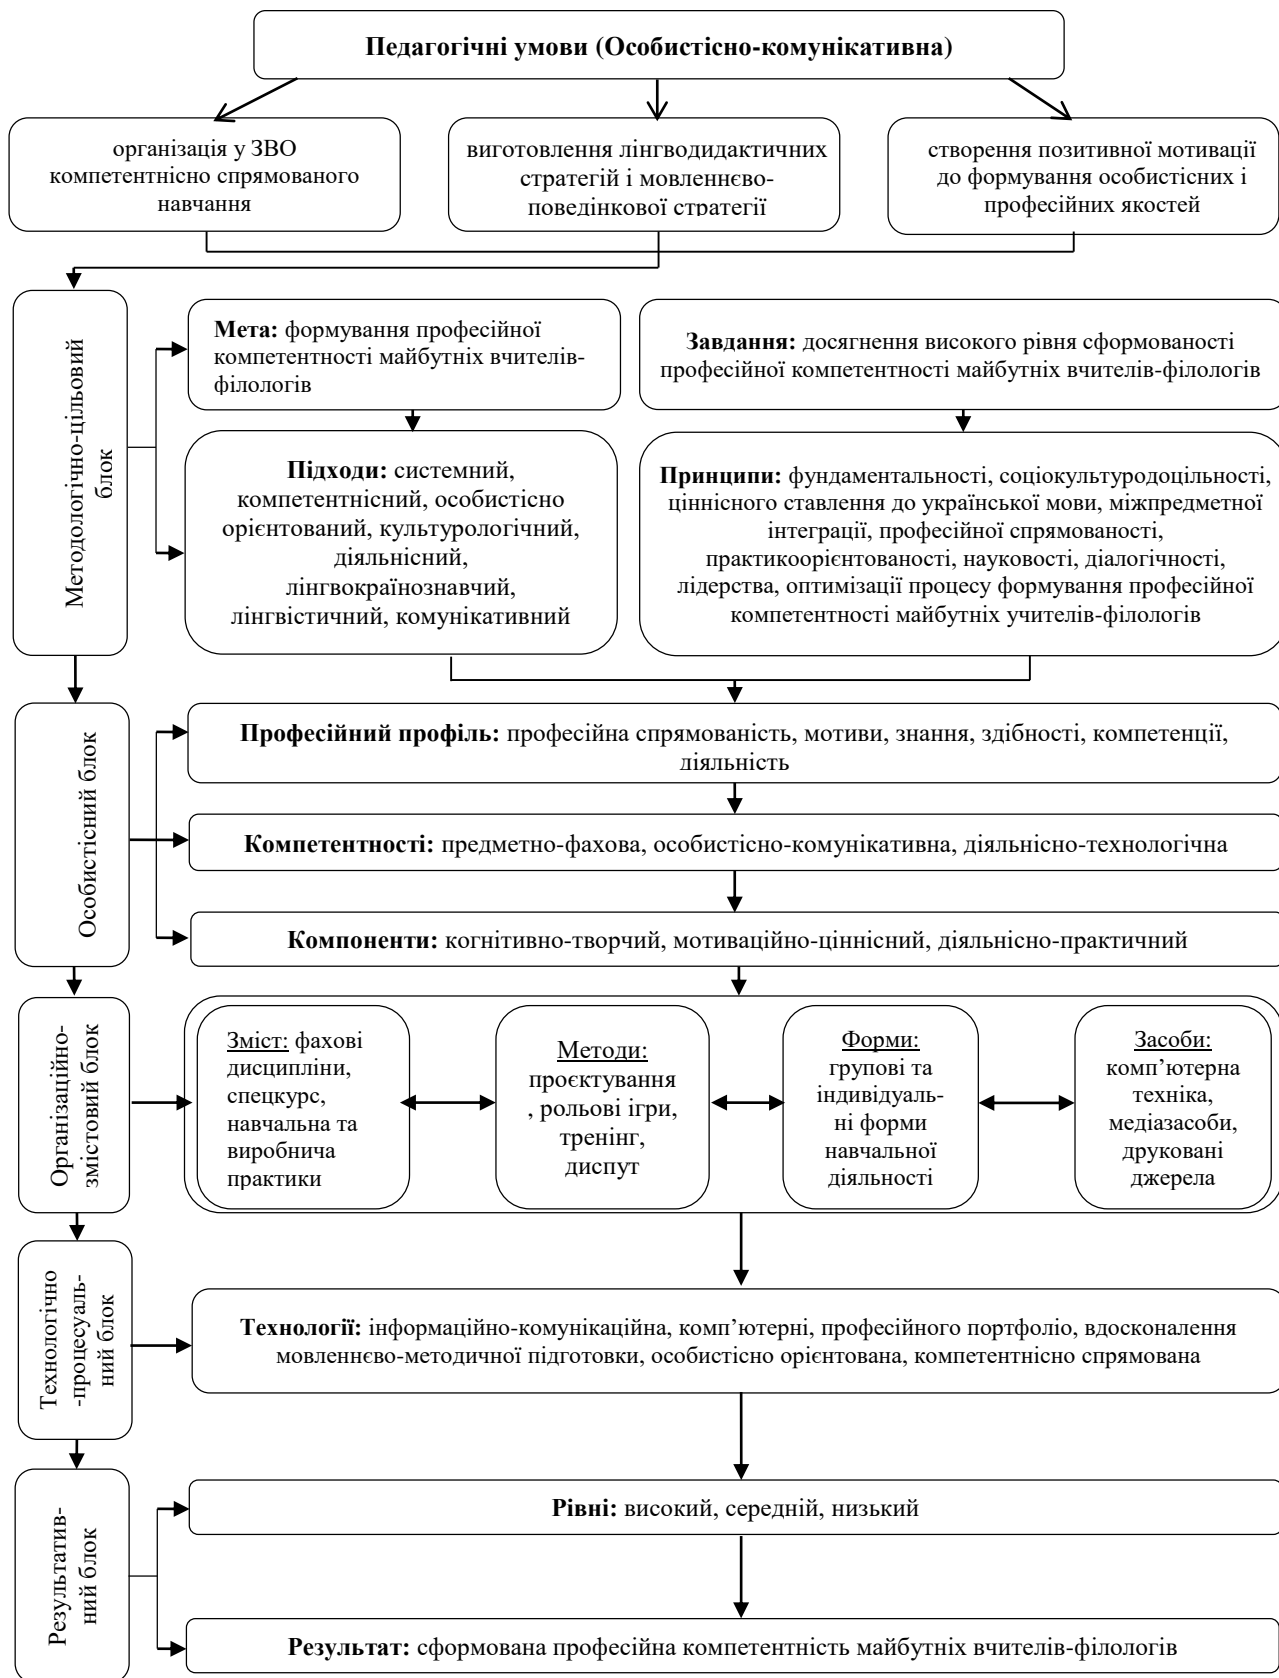 Педагогічні умови (Особистісно-комунікативна)
організація у ЗВО
компетентнісно спрямованого
навчання
виготовлення лінгводидактичних
стратегій і мовленнєво-
поведінкової стратегії
створення позитивної мотивації
до формування особистісних і
професійних якостей
Методологічно-цільовий
блок
Мета: формування професійної
компетентності майбутніх вчителів-
філологів
Завдання: досягнення високого рівня сформованості
професійної компетентності майбутніх вчителів-філологів
Підходи: системний,
компетентнісний, особистісно
орієнтований, культурологічний,
діяльнісний,
лінгвокраїнознавчий,
лінгвістичний, комунікативний
Принципи: фундаментальності, соціокультуродоцільності,
ціннісного ставлення до української мови, міжпредметної
інтеграції, професійної спрямованості,
практикоорієнтованості, науковості, діалогічності,
лідерства, оптимізації процесу формування професійної
компетентності майбутніх учителів-філологів
Особистісний блок
Професійний профіль: професійна спрямованість, мотиви, знання, здібності, компетенції,
діяльність
Компетентності: предметно-фахова, особистісно-комунікативна, діяльнісно-технологічна
Компоненти: когнітивно-творчий, мотиваційно-ціннісний, діяльнісно-практичний
Організаційно-
змістовий блок
Зміст: фахові
дисципліни,
спецкурс,
навчальна та
виробнича
практики
Методи:
проєктування
, рольові ігри,
тренінг,
диспут
Форми:
групові та
індивідуаль-
ні форми
навчальної
діяльності
Засоби:
комп’ютерна
техніка,
медіазасоби,
друковані
джерела
Технологічно
-процесуаль-
ний блок
Технології: інформаційно-комунікаційна, комп’ютерні, професійного портфоліо, вдосконалення
мовленнєво-методичної підготовки, особистісно орієнтована, компетентнісно спрямована
Результатив-
ний блок
Рівні: високий, середній, низький
Результат: сформована професійна компетентність майбутніх вчителів-філологів